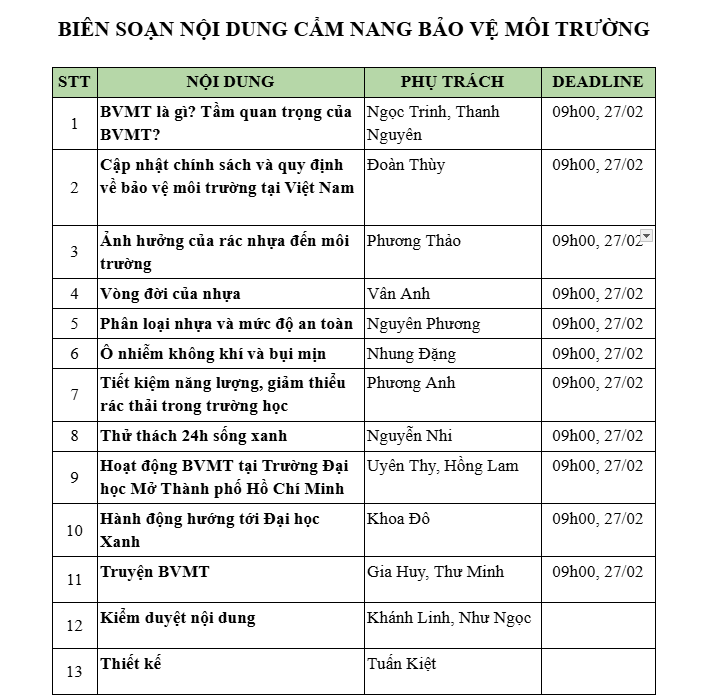 BIÊN SOẠN NỘI DUNG CẨM NANG BẢO VỆ MÔI TRƯỜNG
STT NỘI DUNG PHỤ TRÁCH DEADLINE
1 BVMT là gì? Tầm quan trọng của Ngọc Trinh, Thanh 09h00, 27/02
BVMT? Nguyên
2 Cập nhật chính sách và quy định Đoàn Thùy 09h00, 27/02
về bảo vệ môi trường tại Việt Nam
3 Ảnh hưởng của rác nhựa đến môi Phương Thảo 09h00, 27/02
trường
4 Vòng đời của nhựa Vân Anh 09h00, 27/02
5 Phân loại nhựa và mức độ an toàn Nguyên Phương 09h00, 27/02
6 Ô nhiễm không khí và bụi mịn Nhung Đặng 09h00, 27/02
7 Tiết kiệm năng lượng, giảm thiểu Phương Anh 09h00, 27/02
rác thải trong trường học
8 Thử thách 24h sống xanh Nguyễn Nhi 09h00, 27/02
9 Hoạt động BVMT tại Trường Đại Uyên Thy, Hồng Lam 09h00, 27/02
học Mở Thành phố Hồ Chí Minh
10 Hành động hướng tới Đại học Khoa Đô 09h00, 27/02
Xanh
11 Truyện BVMT Gia Huy, Thư Minh 09h00, 27/02
12 Kiểm duyệt nội dung Khánh Linh, Như Ngọc
13 Thiết kế Tuấn Kiệt